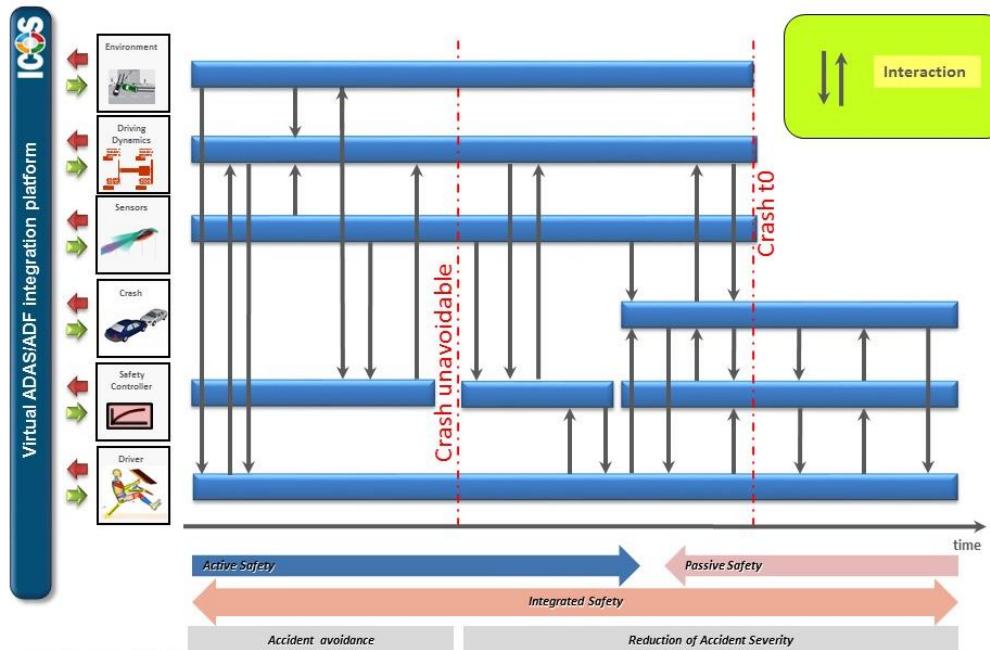 ICOS
Virtual ADAS/ADF integration platform
Environment
Driving
Dynamics
Sensors
Crash
Safety
Controller
Driver
Interaction
Crash unavoidable
Crash t0
time
Active Safety
Passive Safety
Integrated Safety
Accident avoidance
Reduction of Accident Severity